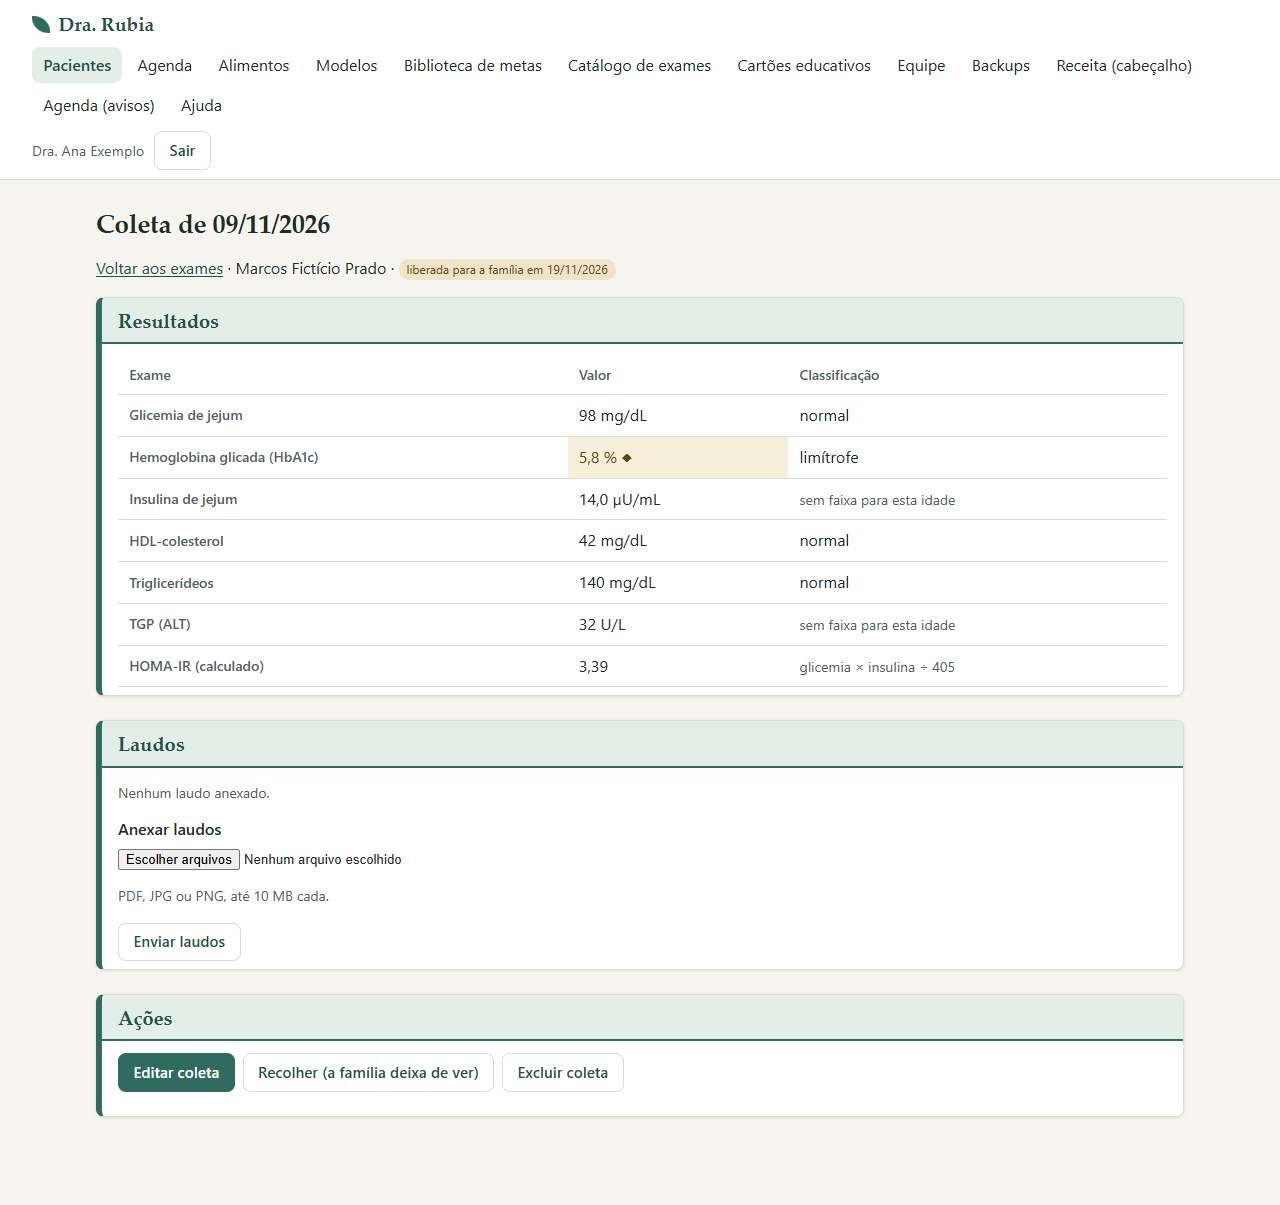 Dra. Rubia
Pacientes Agenda Alimentos Modelos Biblioteca de metas Catálogo de exames Cartões educativos Equipe Backups Receita (cabeçalho)
Agenda (avisos) Ajuda
Dra. Ana Exemplo Sair
Coleta de 09/11/2026
Voltar aos exames · Marcos Fictício Prado · liberada para a família em 19/11/2026
Resultados
Exame Valor Classificação
Glicemia de jejum 98 mg/dL normal
Hemoglobina glicada (HbA1c) 5,8 % ◆ limítrofe
Insulina de jejum 14,0 µU/mL sem faixa para esta idade
HDL-colesterol 42 mg/dL normal
Triglicerídeos 140 mg/dL normal
TGP (ALT) 32 U/L sem faixa para esta idade
HOMA-IR (calculado) 3,39 glicemia × insulina ÷ 405
Laudos
Nenhum laudo anexado.
Anexar laudos
Escolher arquivos Nenhum arquivo escolhido
PDF, JPG ou PNG, até 10 MB cada.
Enviar laudos
Ações
Editar coleta Recolher (a família deixa de ver) Excluir coleta